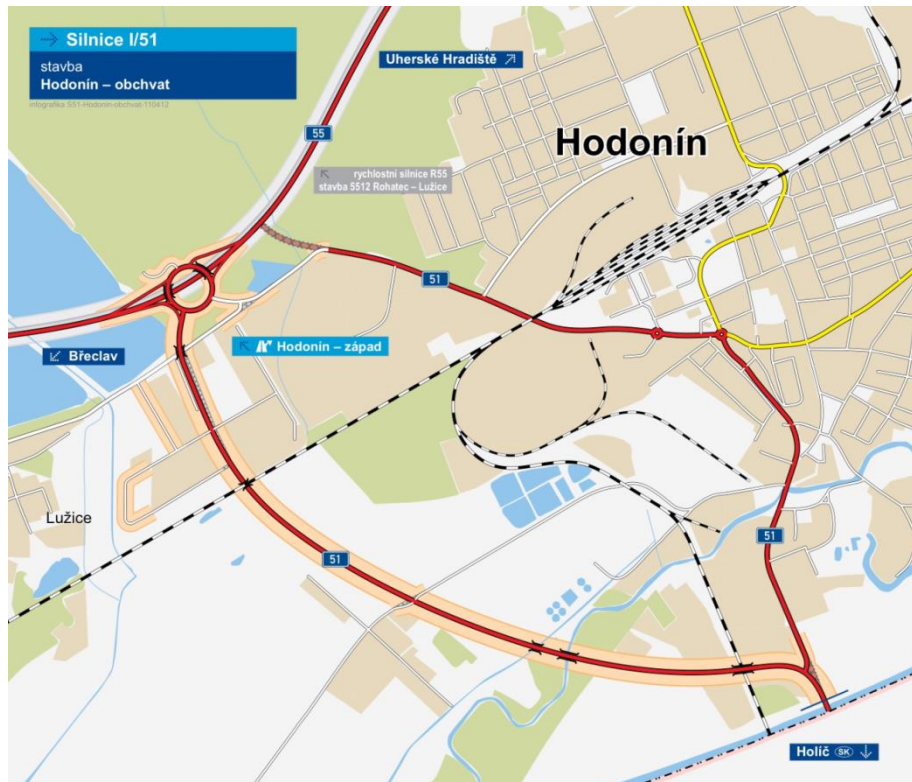 → Silnice I/51
stavba
Hodonín – obchvat
infografika S51-Hodonin-obchvat-110412
Uherské Hradiště ↗
55
Hodonín
↖ rychlostní silnice R55
stavba 5512 Rohatec – Lužice
51
↙ Břeclav
↖ Hodonín – západ
Lužice
51
51
Holíč SK ↓